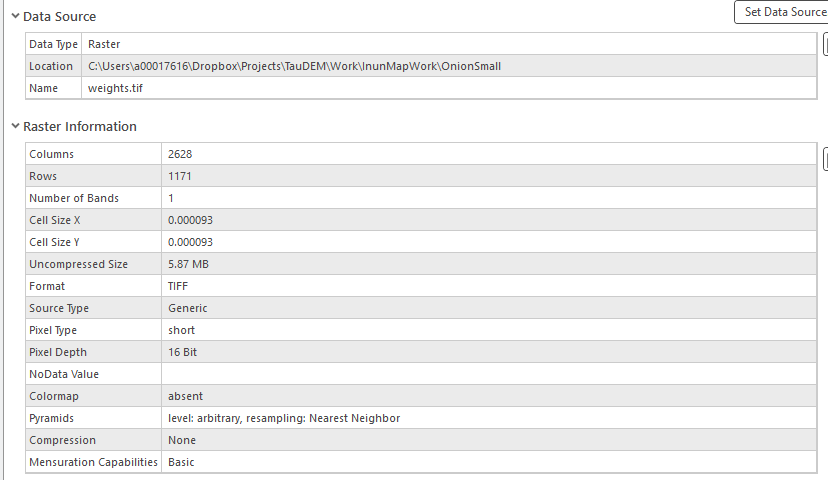 Data Source
Set Data Source
Data Type Raster
Location C:\Users\a00017616\Dropbox\Projects\TauDEM\Work\InunMapWork\OnionSmall
Name weights.tif
Raster Information
Columns 2628
Rows 1171
Number of Bands 1
Cell Size X 0.000093
Cell Size Y 0.000093
Uncompressed Size 5.87 MB
Format TIFF
Source Type Generic
Pixel Type short
Pixel Depth 16 Bit
NoData Value
Colormap absent
Pyramids level: arbitrary, resampling: Nearest Neighbor
Compression None
Mensuration Capabilities Basic